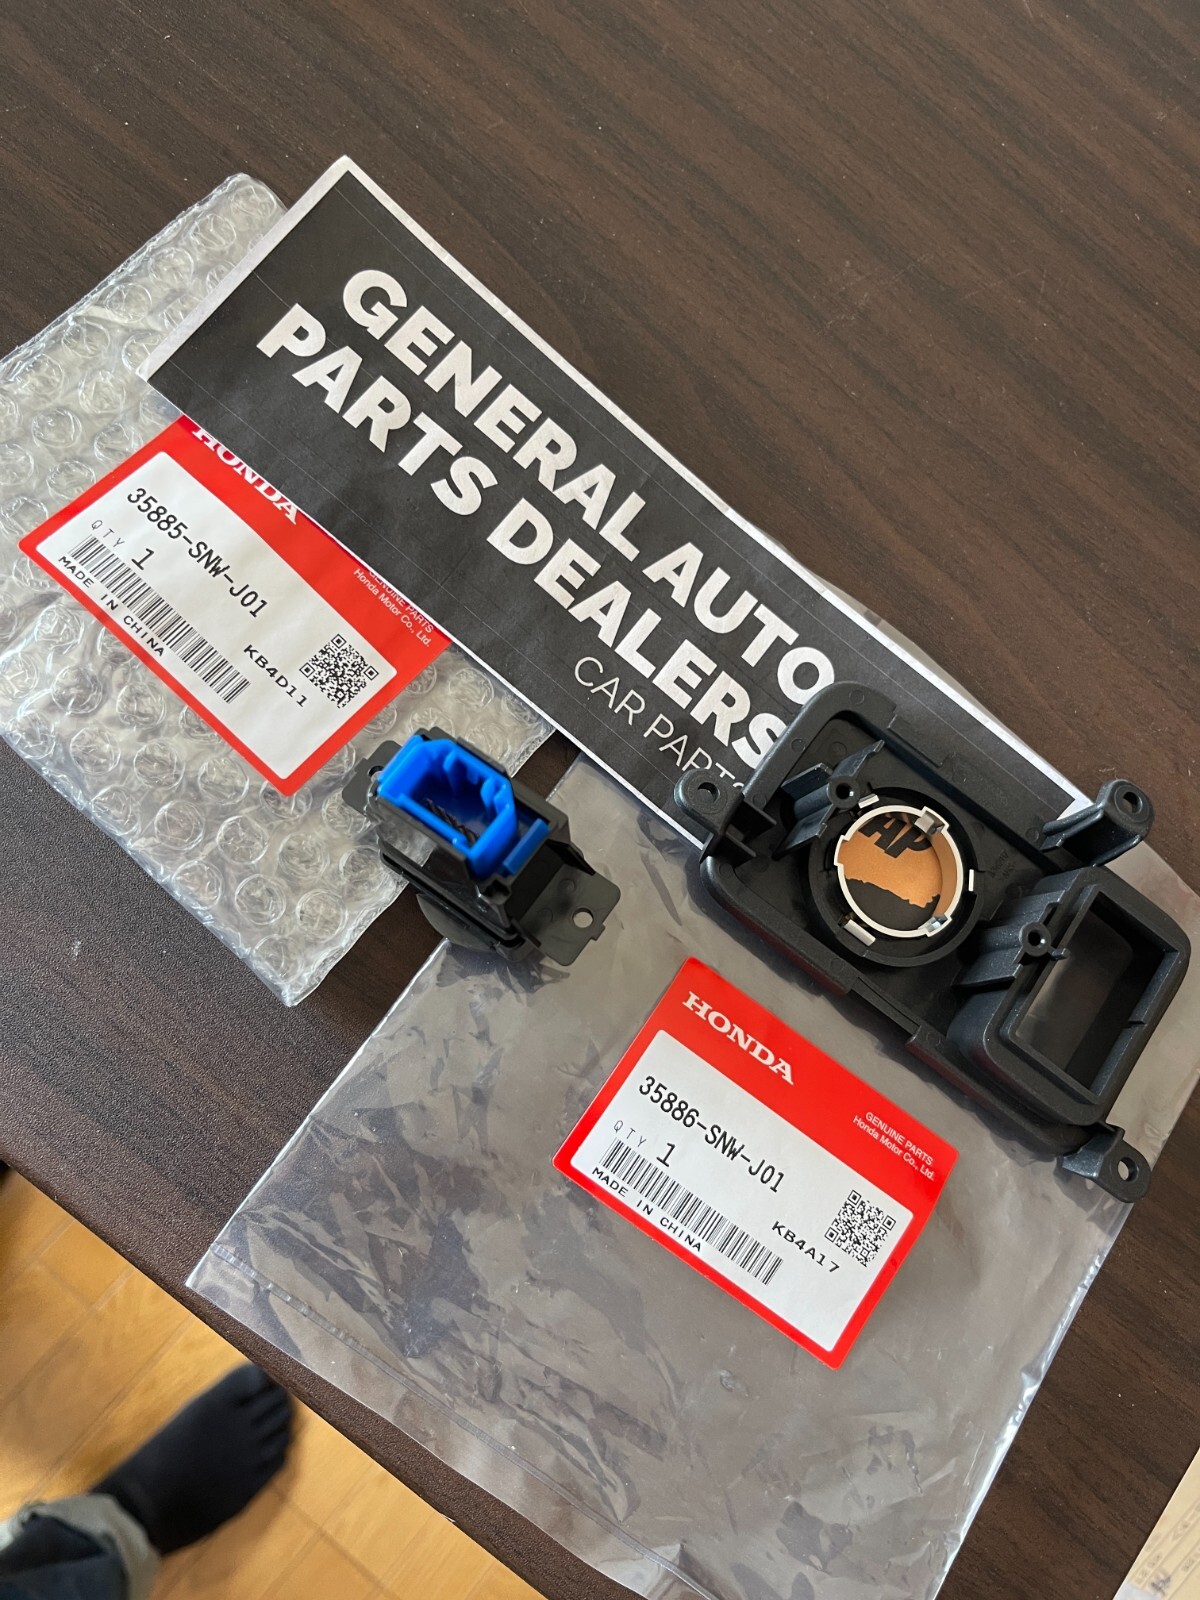 GENERAL AUTO
PARTS DEALERS
CAR PARTS
HONDA
35885-SNW-J01
QTY 1
KB4D11
MADE IN CHINA
GENUINE PARTS
Honda Motor Co., Ltd.
AP
HONDA
35886-SNW-J01
QTY 1
KB4A17
MADE IN CHINA
GENUINE PARTS
Honda Motor Co., Ltd.